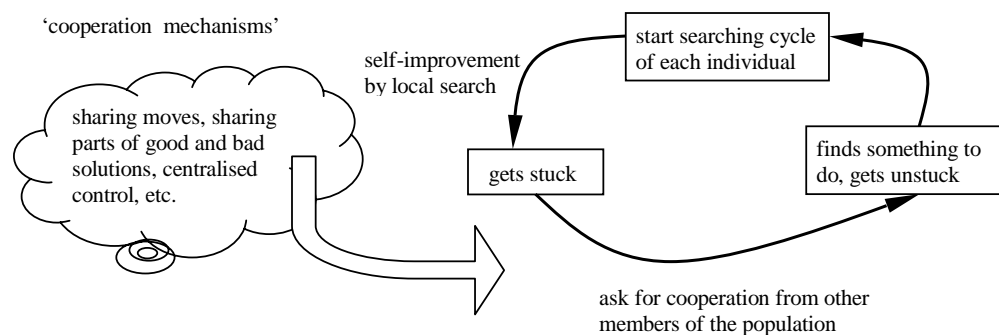 ‘cooperation mechanisms’
sharing moves, sharing
parts of good and bad
solutions, centralised
control, etc.
self-improvement
by local search
start searching cycle
of each individual
gets stuck
finds something to
do, gets unstuck
ask for cooperation from other
members of the population